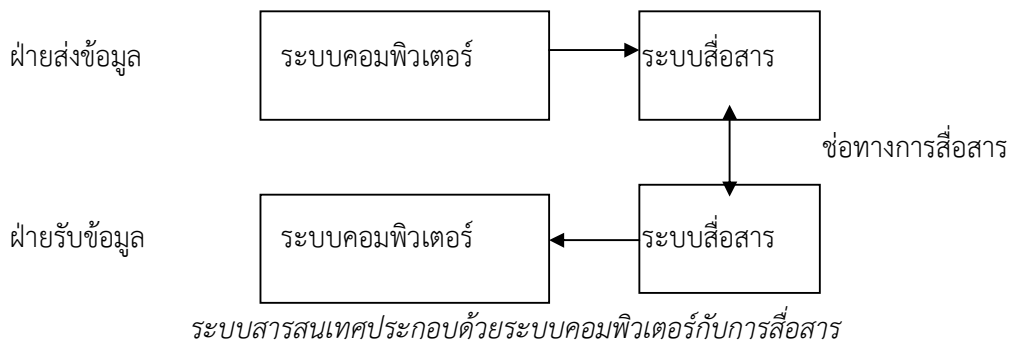 ฝ่ายส่งข้อมูล ระบบคอมพิวเตอร์ ระบบสื่อสาร
ช่อทางการสื่อสาร
ฝ่ายรับข้อมูล ระบบคอมพิวเตอร์ ระบบสื่อสาร
ระบบสารสนเทศประกอบด้วยระบบคอมพิวเตอร์กับการสื่อสาร